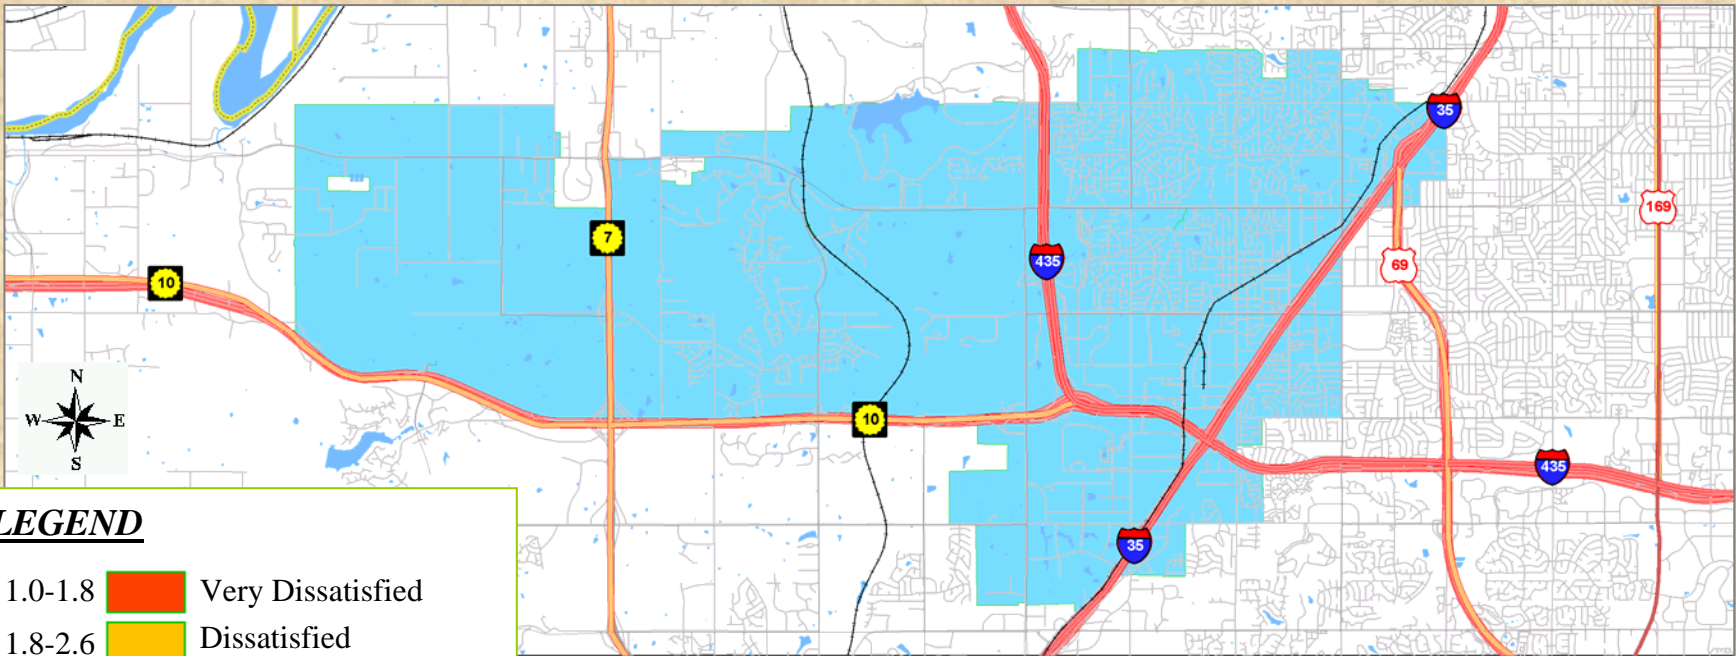 35
169
7
435
69
10
N
W E
S
10
435
LEGEND
35
1.0-1.8 Very Dissatisfied
1.8-2.6 Dissatisfied